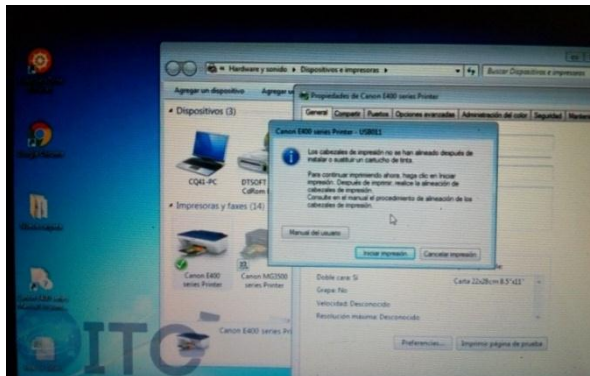 Hardware y sonido ▸ Dispositivos e impresoras ▸
Buscar Dispositivos e impresoras
Agregar un dispositivo
Propiedades de Canon E400 series Printer
General Compartir Puertos Opciones avanzadas Administración del color Seguridad
Dispositivos (3)
CQ41-PC
DTSOFT
CdRom
Canon E400 series Printer - USB011
Los cabezales de impresión no se han alineado después de
instalar o sustituir un cartucho de tinta.
Para continuar imprimiendo ahora, haga clic en Iniciar
impresión. Después de imprimir, realice la alineación de
cabezales de impresión.
Consulte en el manual el procedimiento de alineación de los
cabezales de impresión.
Manual del usuario
Iniciar impresión Cancelar impresión
Impresoras y faxes (14)
Canon E400
series Printer
Canon MG3500
series Printer
Canon E400 series
Doble cara: Sí
Carta 22x28cm 8.5"x11"
Grapa: No
Velocidad: Desconocido
Resolución máxima: Desconocido
Preferencias... Imprimir página de prueba
ITC